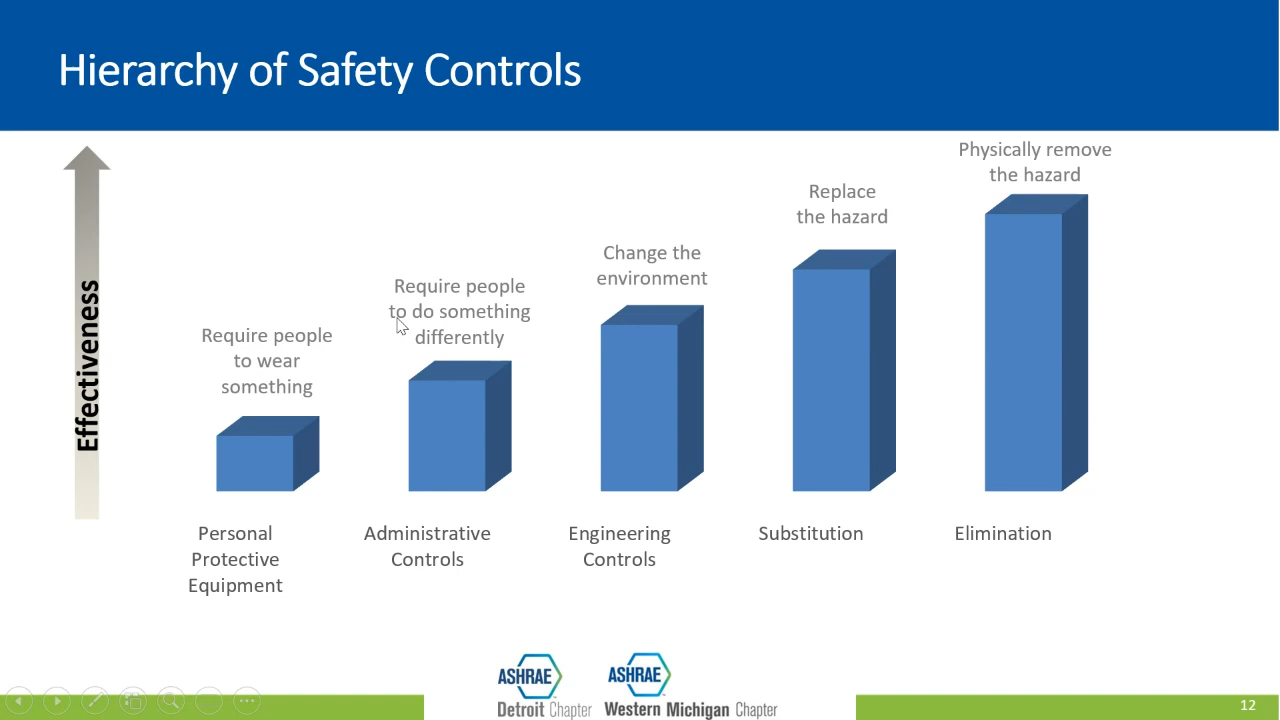 Hierarchy of Safety Controls
Effectiveness
Require people
to wear
something
Require people
to do something
differently
Change the
environment
Replace
the hazard
Physically remove
the hazard
Personal
Protective
Equipment
Administrative
Controls
Engineering
Controls
Substitution
Elimination
ASHRAE
Detroit Chapter
ASHRAE
Western Michigan Chapter
12